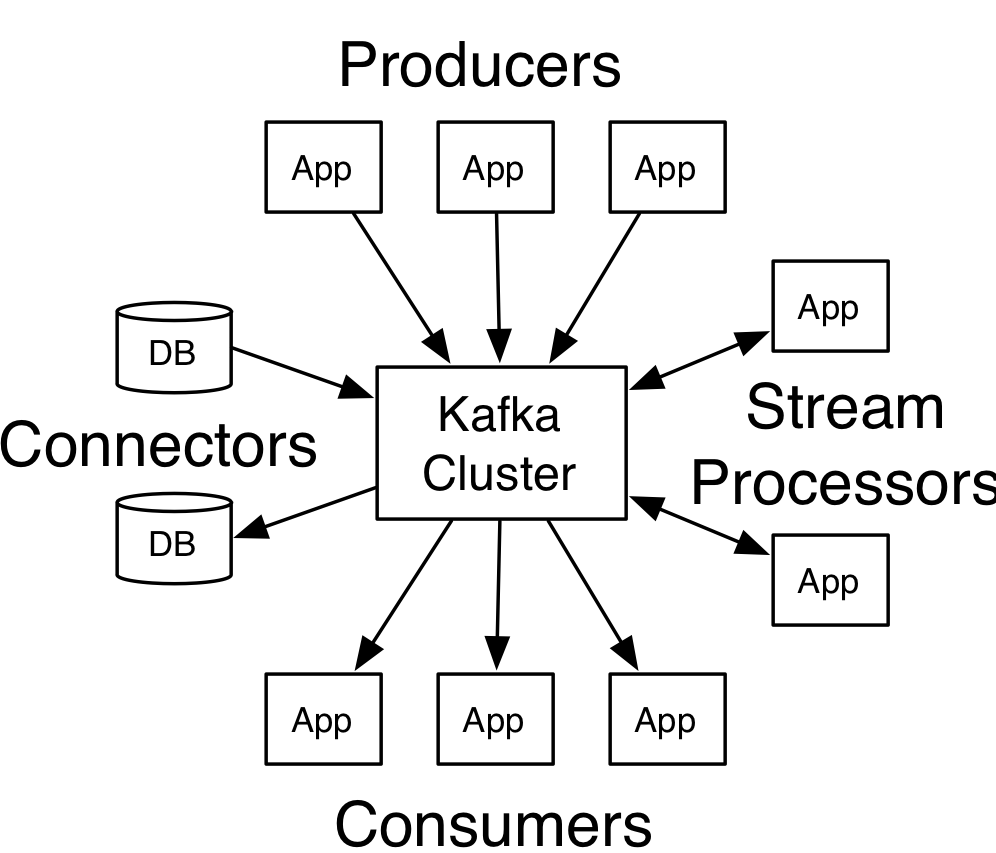 Producers
App
App
App
App
DB
Kafka
Cluster
Stream
Processors
Connectors
DB
App
App
App
App
Consumers